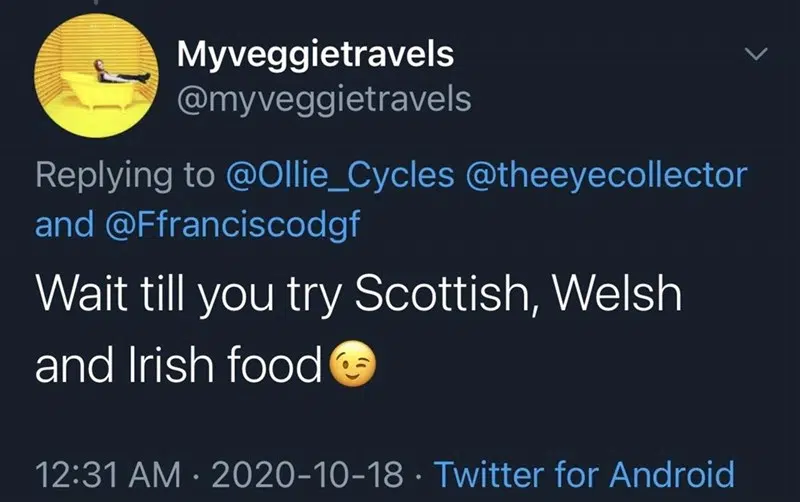 Myveggietravels
@myveggietravels
Replying to @Ollie_Cycles @theeyecollector
and @Ffranciscodgf
Wait till you try Scottish, Welsh
and Irish food😉
12:31 AM · 2020-10-18 · Twitter for Android